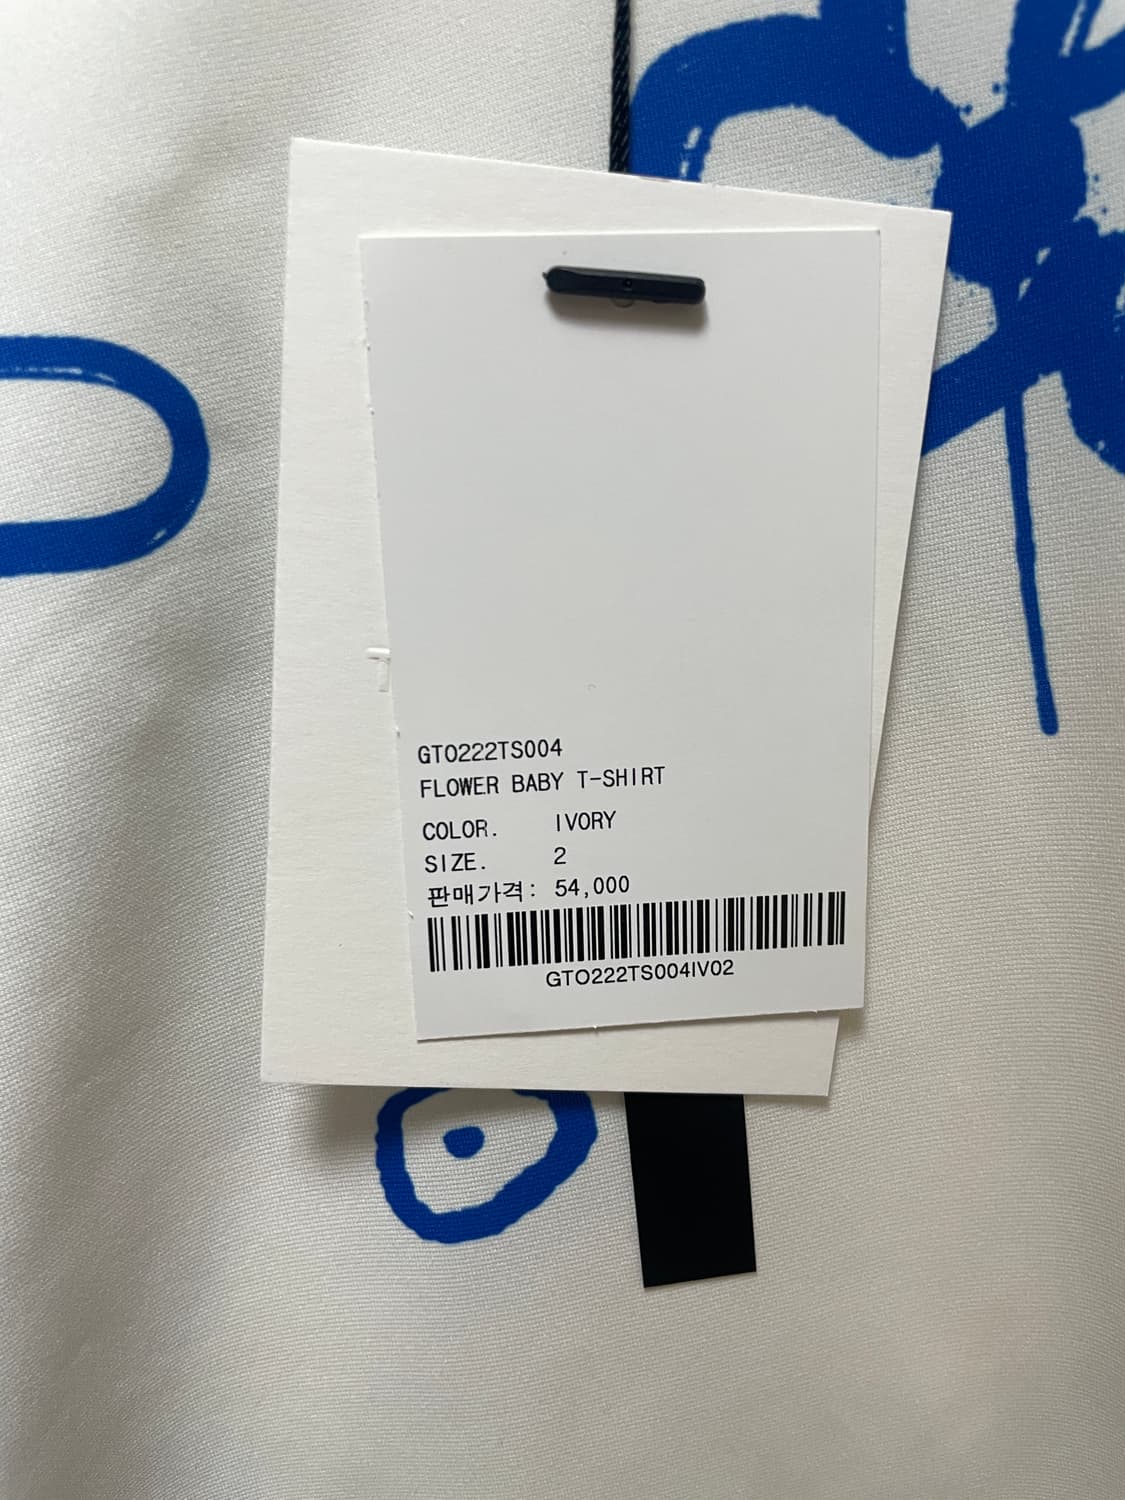 GTO222TS004
FLOWER BABY T-SHIRT
COLOR. IVORY
SIZE. 2
판매가격: 54,000
GTO222TS004IV02